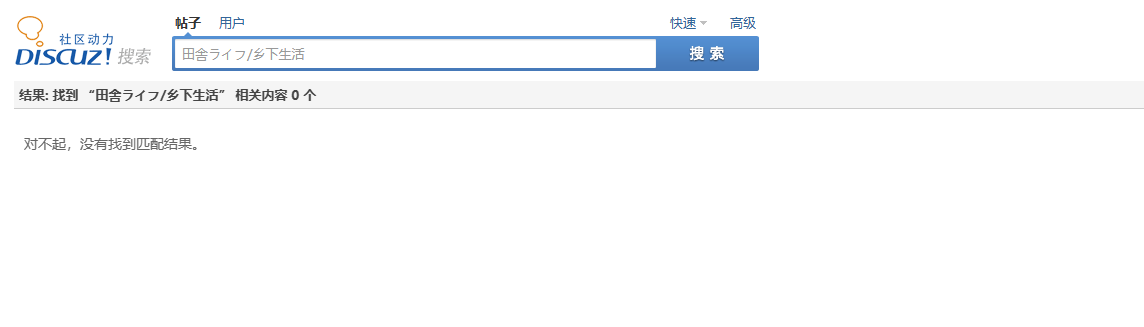 帖子 用户 快速 高级
社区动力
DISCUZ! 搜索
田舎ライフ/乡下生活 搜 索
结果: 找到 “田舎ライフ/乡下生活” 相关内容 0 个
对不起，没有找到匹配结果。